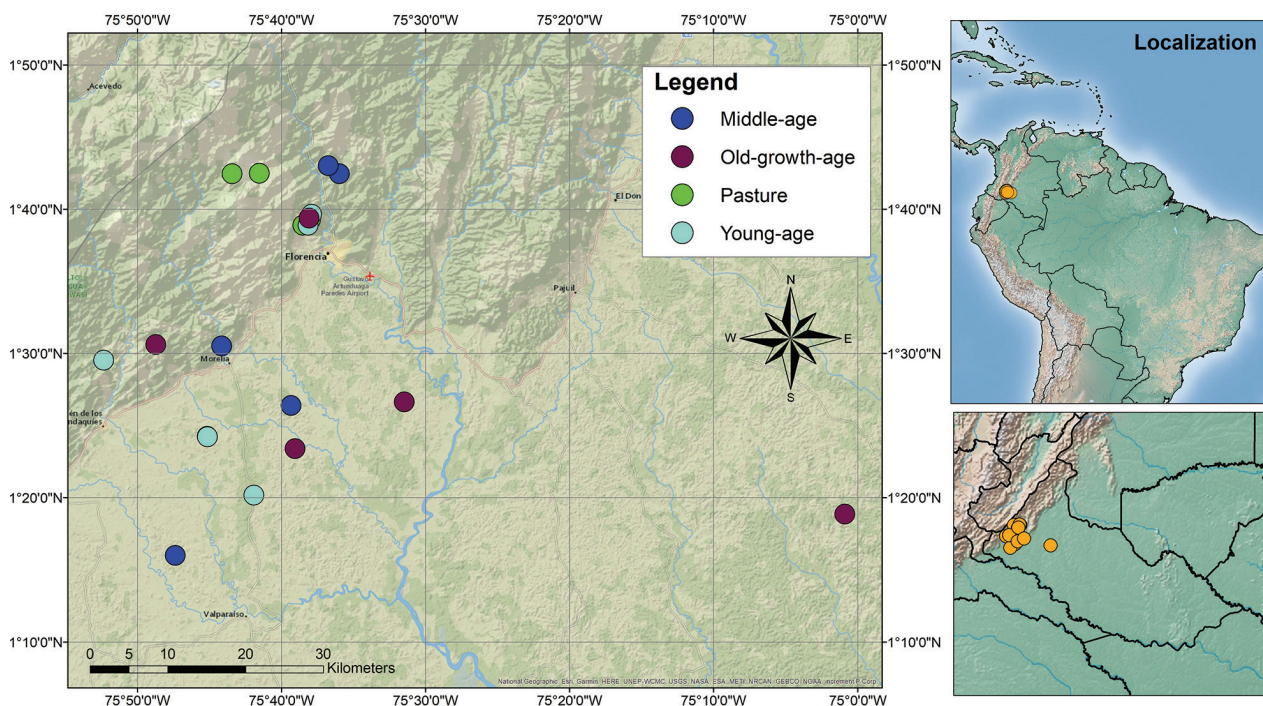 75°50'0"W 75°40'0"W 75°30'0"W 75°20'0"W 75°10'0"W 75°0'0"W
Localization
1°50'0"N 1°50'0"N
Acevedo
Legend
Middle-age
Old-growth-age
Pasture
Young-age
1°40'0"N 1°40'0"N
El Don
Florencia
Gustavo
Artunduaga
Paredes Airport
Pajuil
N
W E
S
1°30'0"N 1°30'0"N
Morelia
én de los
ndaquíes
1°20'0"N 1°20'0"N
Valparaíso
1°10'0"N 1°10'0"N
0 5 10 20 30
Kilometers
National Geographic, Esri, Garmin, HERE, UNEP-WCMC, USGS, NASA, ESA, METI, NRCAN, GEBCO, NOAA, increment P Corp.
75°50'0"W 75°40'0"W 75°30'0"W 75°20'0"W 75°10'0"W 75°0'0"W